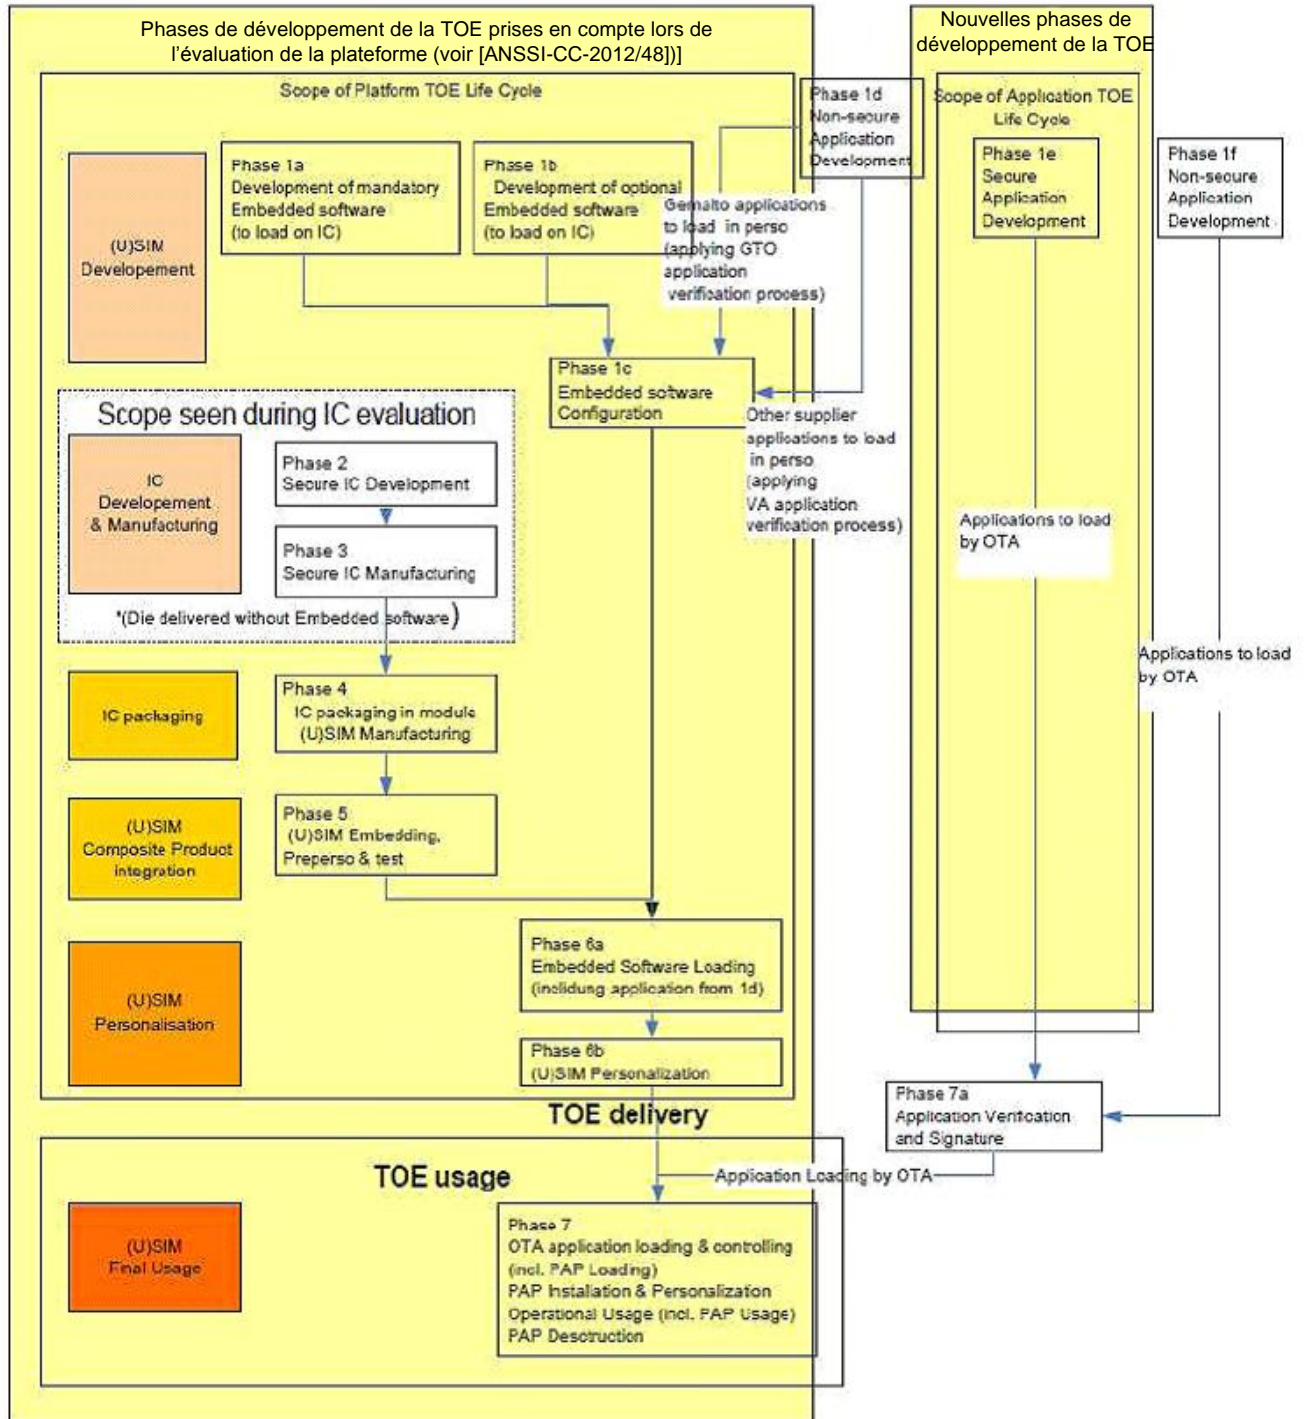 Phases de développement de la TOE prises en compte lors de
l'évaluation de la plateforme (voir [ANSSI-CC-2012/48])]
Nouvelles phases de
développement de la TOE
Scope of Platform TOE Life Cycle
Phase 1d
Non-secure
Application
Development
Scope of Application TOE
Life Cycle
(U)SIM
Developement
Phase 1a
Development of mandatory
Embedded software
(to load on IC)
Phase 1b
Development of optional
Embedded software
(to load on IC)
Gemalto applications
to load in perso
(applying GTO
application
verification process)
Phase 1e
Secure
Application
Development
Phase 1f
Non-secure
Application
Development
Phase 1c
Embedded software
Configuration
Other supplier
applications to load
in perso
(applying
VA application
verification process)
Scope seen during IC evaluation
IC
Developement
& Manufacturing
Phase 2
Secure IC Development
Phase 3
Secure IC Manufacturing
*(Die delivered without Embedded software)
Applications to load
by OTA
Applications to load
by OTA
IC packaging
Phase 4
IC packaging in module
(U)SIM Manufacturing
(U)SIM
Composite Product
integration
Phase 5
(U)SIM Embedding,
Preperso & test
(U)SIM
Personalisation
Phase 6a
Embedded Software Loading
(inclidung application from 1d)
Phase 6b
(U)SIM Personalization
TOE delivery
Phase 7a
Application Verification
and Signature
TOE usage
Application Loading by OTA
(U)SIM
Final Usage
Phase 7
OTA application loading & controlling
(incl. PAP Loading)
PAP Installation & Personalization
Operational Usage (incl. PAP Usage)
PAP Desctruction